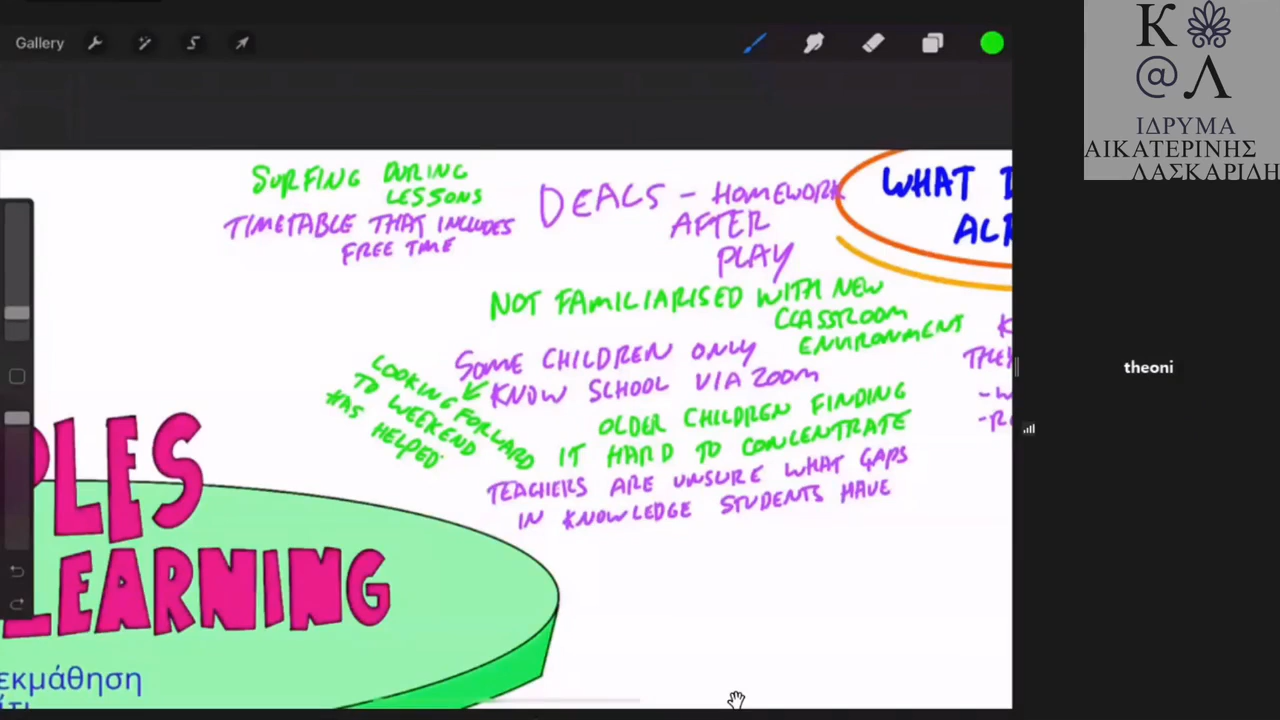 Gallery
K
@ Λ
ΙΔΡΥΜΑ
ΑΙΚΑΤΕΡΙΝΗΣ
ΛΑΣΚΑΡΙΔΗ
SURFING DURING
LESSONS
TIMETABLE THAT INCLUDES
FREE TIME
DEALS - HOMEWORK
AFTER
PLAY
WHAT
AL
NOT FAMILIARISED WITH NEW
CLASSROOM
ENVIRONMENT
SOME CHILDREN ONLY
KNOW SCHOOL VIA ZOOM
LOOKING FORWARD
TO WEEKEND
HAS HELPED.
OLDER CHILDREN FINDING
IT HARD TO CONCENTRATE
TEACHERS ARE UNSURE WHAT GAPS
IN KNOWLEDGE STUDENTS HAVE
theoni
PLES
LEARNING
εκμάθηση